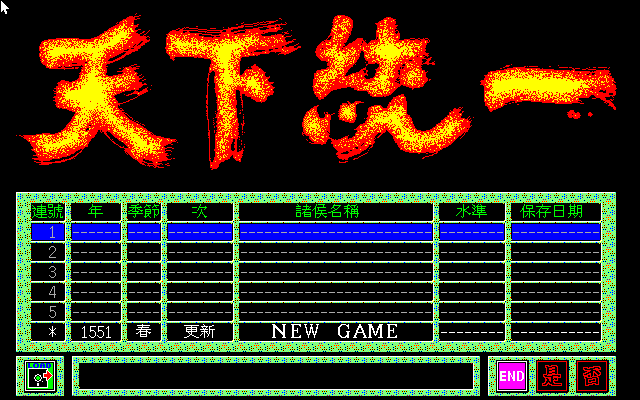 天下統一
連號 年 季節 次 諸侯名稱 水準 保存日期
1 ------ ---- -------- ------------------------ -------- ------------
2 ------ ---- -------- ------------------------ -------- ------------
3 ------ ---- -------- ------------------------ -------- ------------
4 ------ ---- -------- ------------------------ -------- ------------
5 ------ ---- -------- ------------------------ -------- ------------
* 1551 春 更新 NEW GAME -------- ------------
LOAD END 是 否